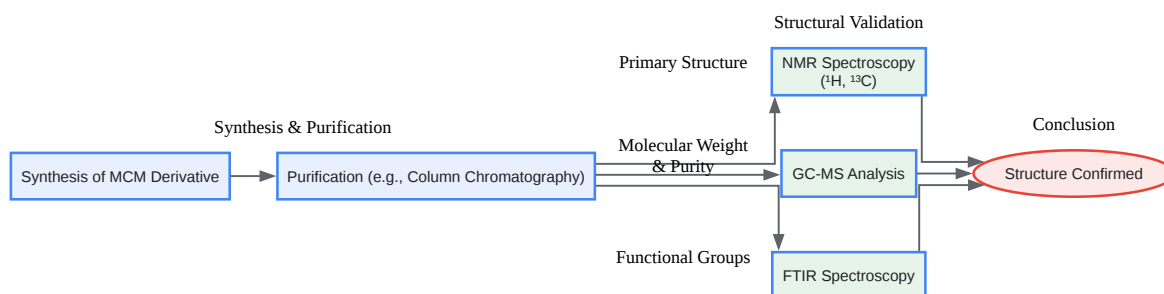 Structural Validation
Primary Structure
NMR Spectroscopy
(¹H, ¹³C)
Synthesis & Purification
Molecular Weight
& Purity
Conclusion
Synthesis of MCM Derivative
Purification (e.g., Column Chromatography)
GC-MS Analysis
Structure Confirmed
Functional Groups
FTIR Spectroscopy